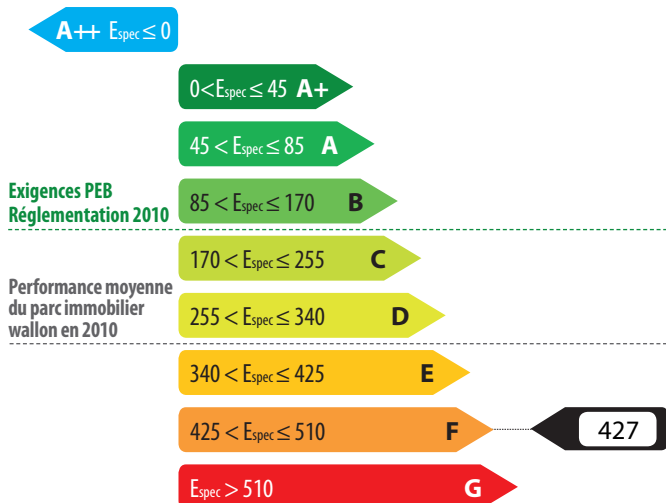 A++ Espec ≤ 0
0 < Espec ≤ 45 A+
45 < Espec ≤ 85 A
Exigences PEB
Réglementation 2010
85 < Espec ≤ 170 B
170 < Espec ≤ 255 C
Performance moyenne
du parc immobilier
wallon en 2010
255 < Espec ≤ 340 D
340 < Espec ≤ 425 E
425 < Espec ≤ 510 F
427
Espec > 510 G